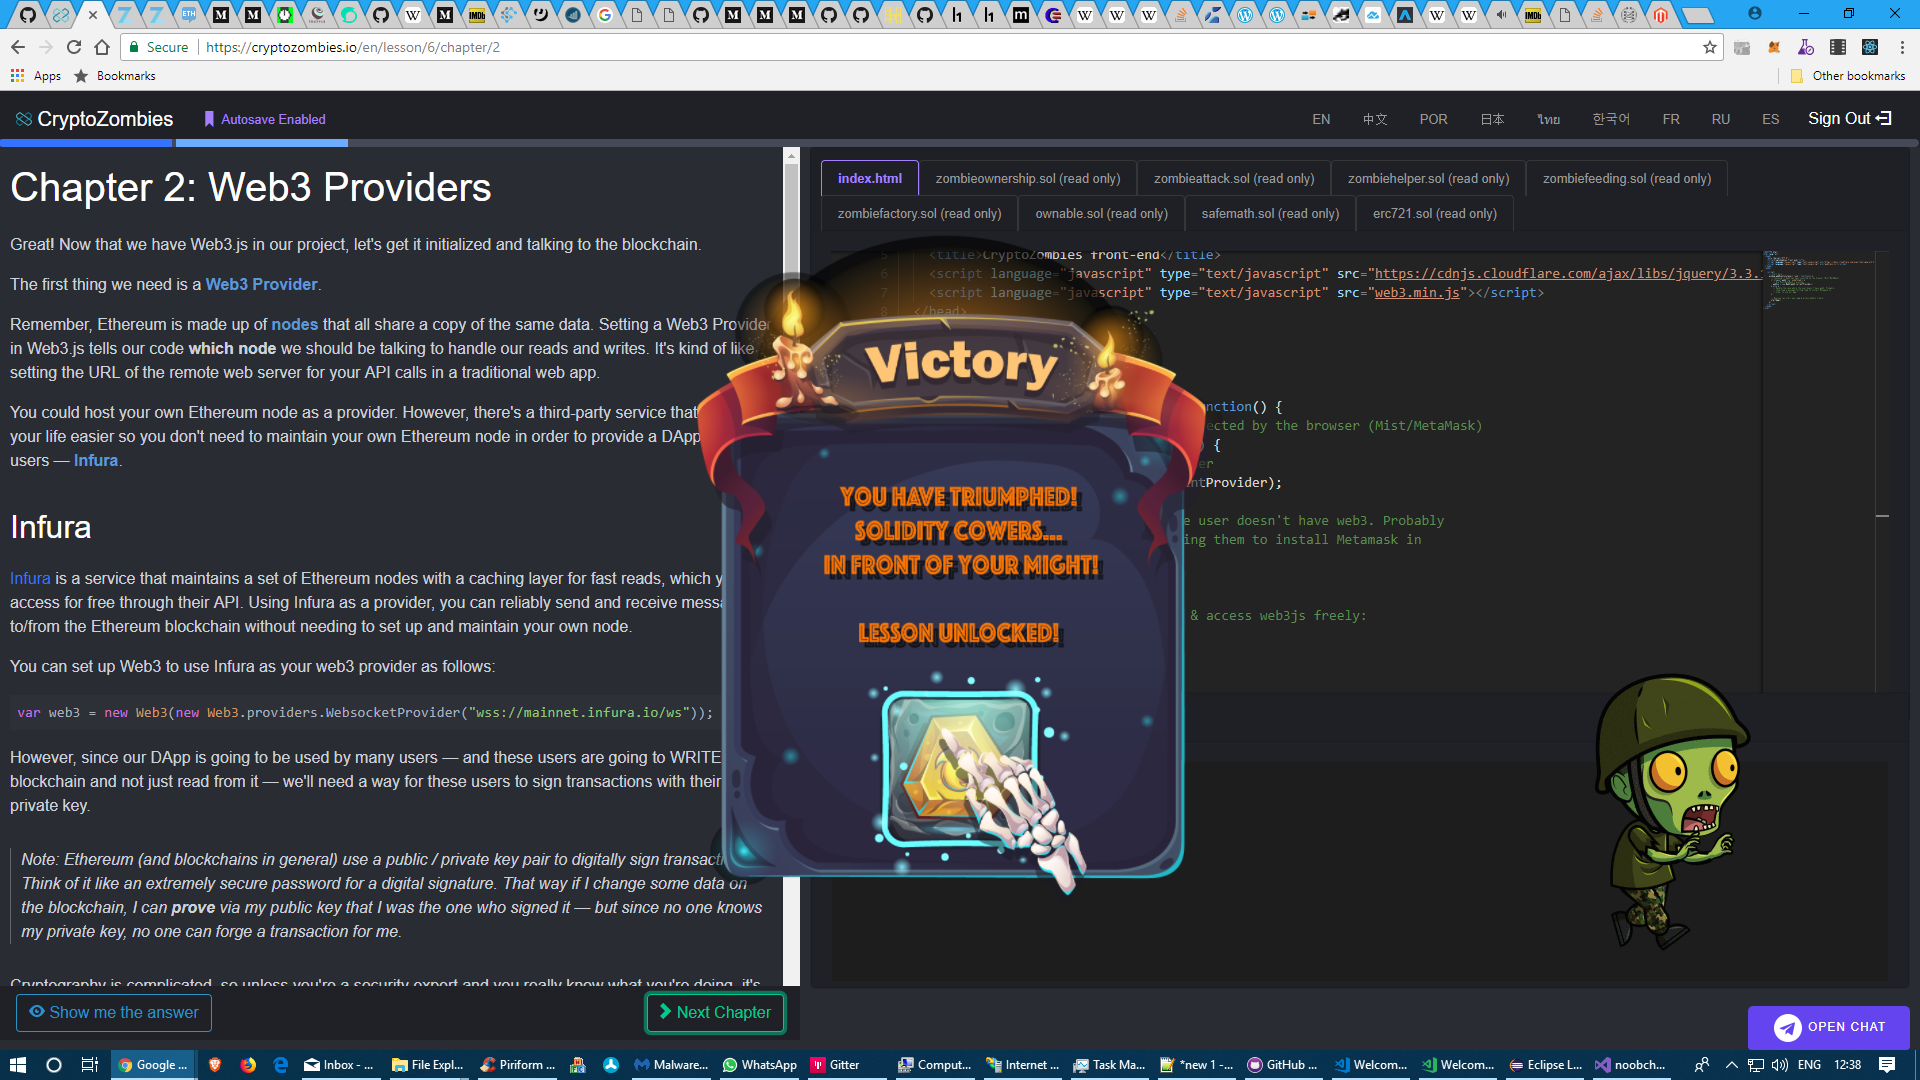 Secure
https://cryptozombies.io/en/lesson/6/chapter/2
Apps
Bookmarks
Other bookmarks
CryptoZombies
Autosave Enabled
EN 中文 POR 日本 ไทย 한국어 FR RU ES
Sign Out
Chapter 2: Web3 Providers
Great! Now that we have Web3.js in our project, let's get it initialized and talking to the blockchain.
The first thing we need is a Web3 Provider.
Remember, Ethereum is made up of nodes that all share a copy of the same data. Setting a Web3 Provider
in Web3.js tells our code which node we should be talking to handle our reads and writes. It's kind of like
setting the URL of the remote web server for your API calls in a traditional web app.
You could host your own Ethereum node as a provider. However, there's a third-party service that
your life easier so you don't need to maintain your own Ethereum node in order to provide a DApp
users — Infura.
Infura
Infura is a service that maintains a set of Ethereum nodes with a caching layer for fast reads, which y
access for free through their API. Using Infura as a provider, you can reliably send and receive messa
to/from the Ethereum blockchain without needing to set up and maintain your own node.
You can set up Web3 to use Infura as your web3 provider as follows:
var web3 = new Web3(new Web3.providers.WebsocketProvider("wss://mainnet.infura.io/ws"));
However, since our DApp is going to be used by many users — and these users are going to WRITE
blockchain and not just read from it — we'll need a way for these users to sign transactions with their
private key.
Note: Ethereum (and blockchains in general) use a public / private key pair to digitally sign transacti
Think of it like an extremely secure password for a digital signature. That way if I change some data on
the blockchain, I can prove via my public key that I was the one who signed it — but since no one knows
my private key, no one can forge a transaction for me.
Cryptography is complicated, so unless you're a security expert and you really know what you're doing, it's
Show me the answer
Next Chapter
index.html
zombieownership.sol (read only)
zombieattack.sol (read only)
zombiehelper.sol (read only)
zombiefeeding.sol (read only)
zombiefactory.sol (read only)
ownable.sol (read only)
safemath.sol (read only)
erc721.sol (read only)
5 <title>CryptoZombies front-end</title>
6 <script language="javascript" type="text/javascript" src="https://cdnjs.cloudflare.com/ajax/libs/jquery/3.3.
7 <script language="javascript" type="text/javascript" src="web3.min.js"></script>
8 </head>
nction() {
ected by the browser (Mist/MetaMask)
) {
er
ntProvider);
e user doesn't have web3. Probably
ing them to install Metamask in
& access web3js freely:
Victory
YOU HAVE TRIUMPHED!
SOLIDITY COWERS...
IN FRONT OF YOUR MIGHT!
LESSON UNLOCKED!
OPEN CHAT
Google ...
Inbox - ...
File Expl...
Piriform ...
Malware...
WhatsApp
Gitter
Comput...
Internet ...
Task Ma...
*new 1 -...
GitHub ...
Welcom...
Welcom...
Eclipse L...
noobch...
ENG
12:38